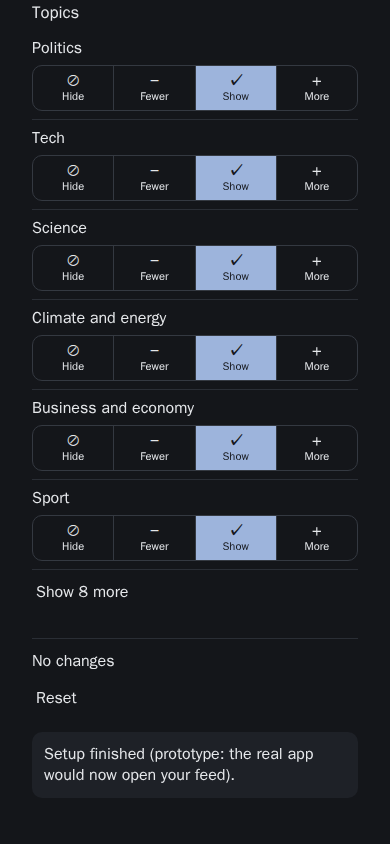 Topics
Politics
Hide Fewer Show More
Tech
Hide Fewer Show More
Science
Hide Fewer Show More
Climate and energy
Hide Fewer Show More
Business and economy
Hide Fewer Show More
Sport
Hide Fewer Show More
Show 8 more
No changes
Reset
Setup finished (prototype: the real app
would now open your feed).